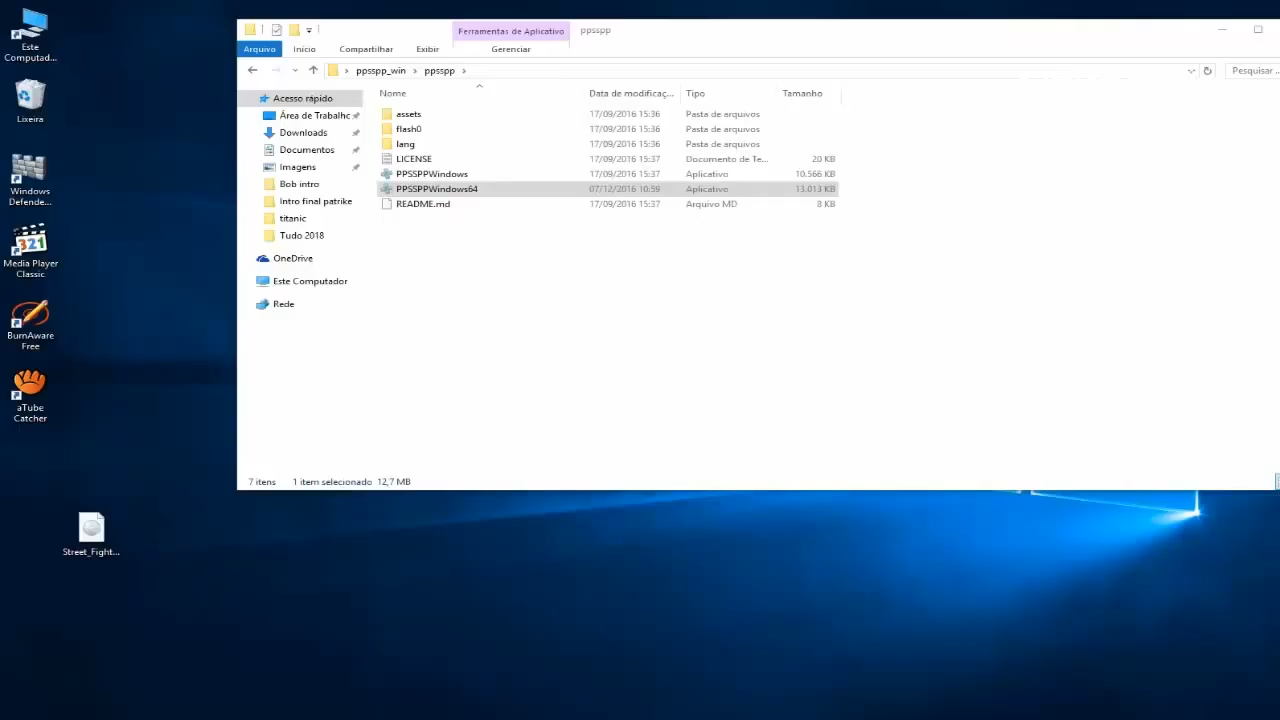 Este
Computad...
Lixeira
Windows
Defende...
321
Media Player
Classic
BurnAware
Free
aTube
Catcher
Street_Fight...
Ferramentas de Aplicativo
ppsspp
Arquivo
Início
Compartilhar
Exibir
Gerenciar
ppsspp_win
ppsspp
Pesquisar ...
Acesso rápido
Área de Trabalhc
Downloads
Documentos
Imagens
Bob intro
Intro final patrike
titanic
Tudo 2018
OneDrive
Este Computador
Rede
Nome Data de modificaç... Tipo Tamanho
assets 17/09/2016 15:36 Pasta de arquivos
flash0 17/09/2016 15:36 Pasta de arquivos
lang 17/09/2016 15:36 Pasta de arquivos
LICENSE 17/09/2016 15:37 Documento de Te... 20 KB
PPSSPPWindows 17/09/2016 15:37 Aplicativo 10.566 KB
PPSSPPWindows64 07/12/2016 10:59 Aplicativo 13.013 KB
README.md 17/09/2016 15:37 Arquivo MD 8 KB
7 itens 1 item selecionado 12,7 MB